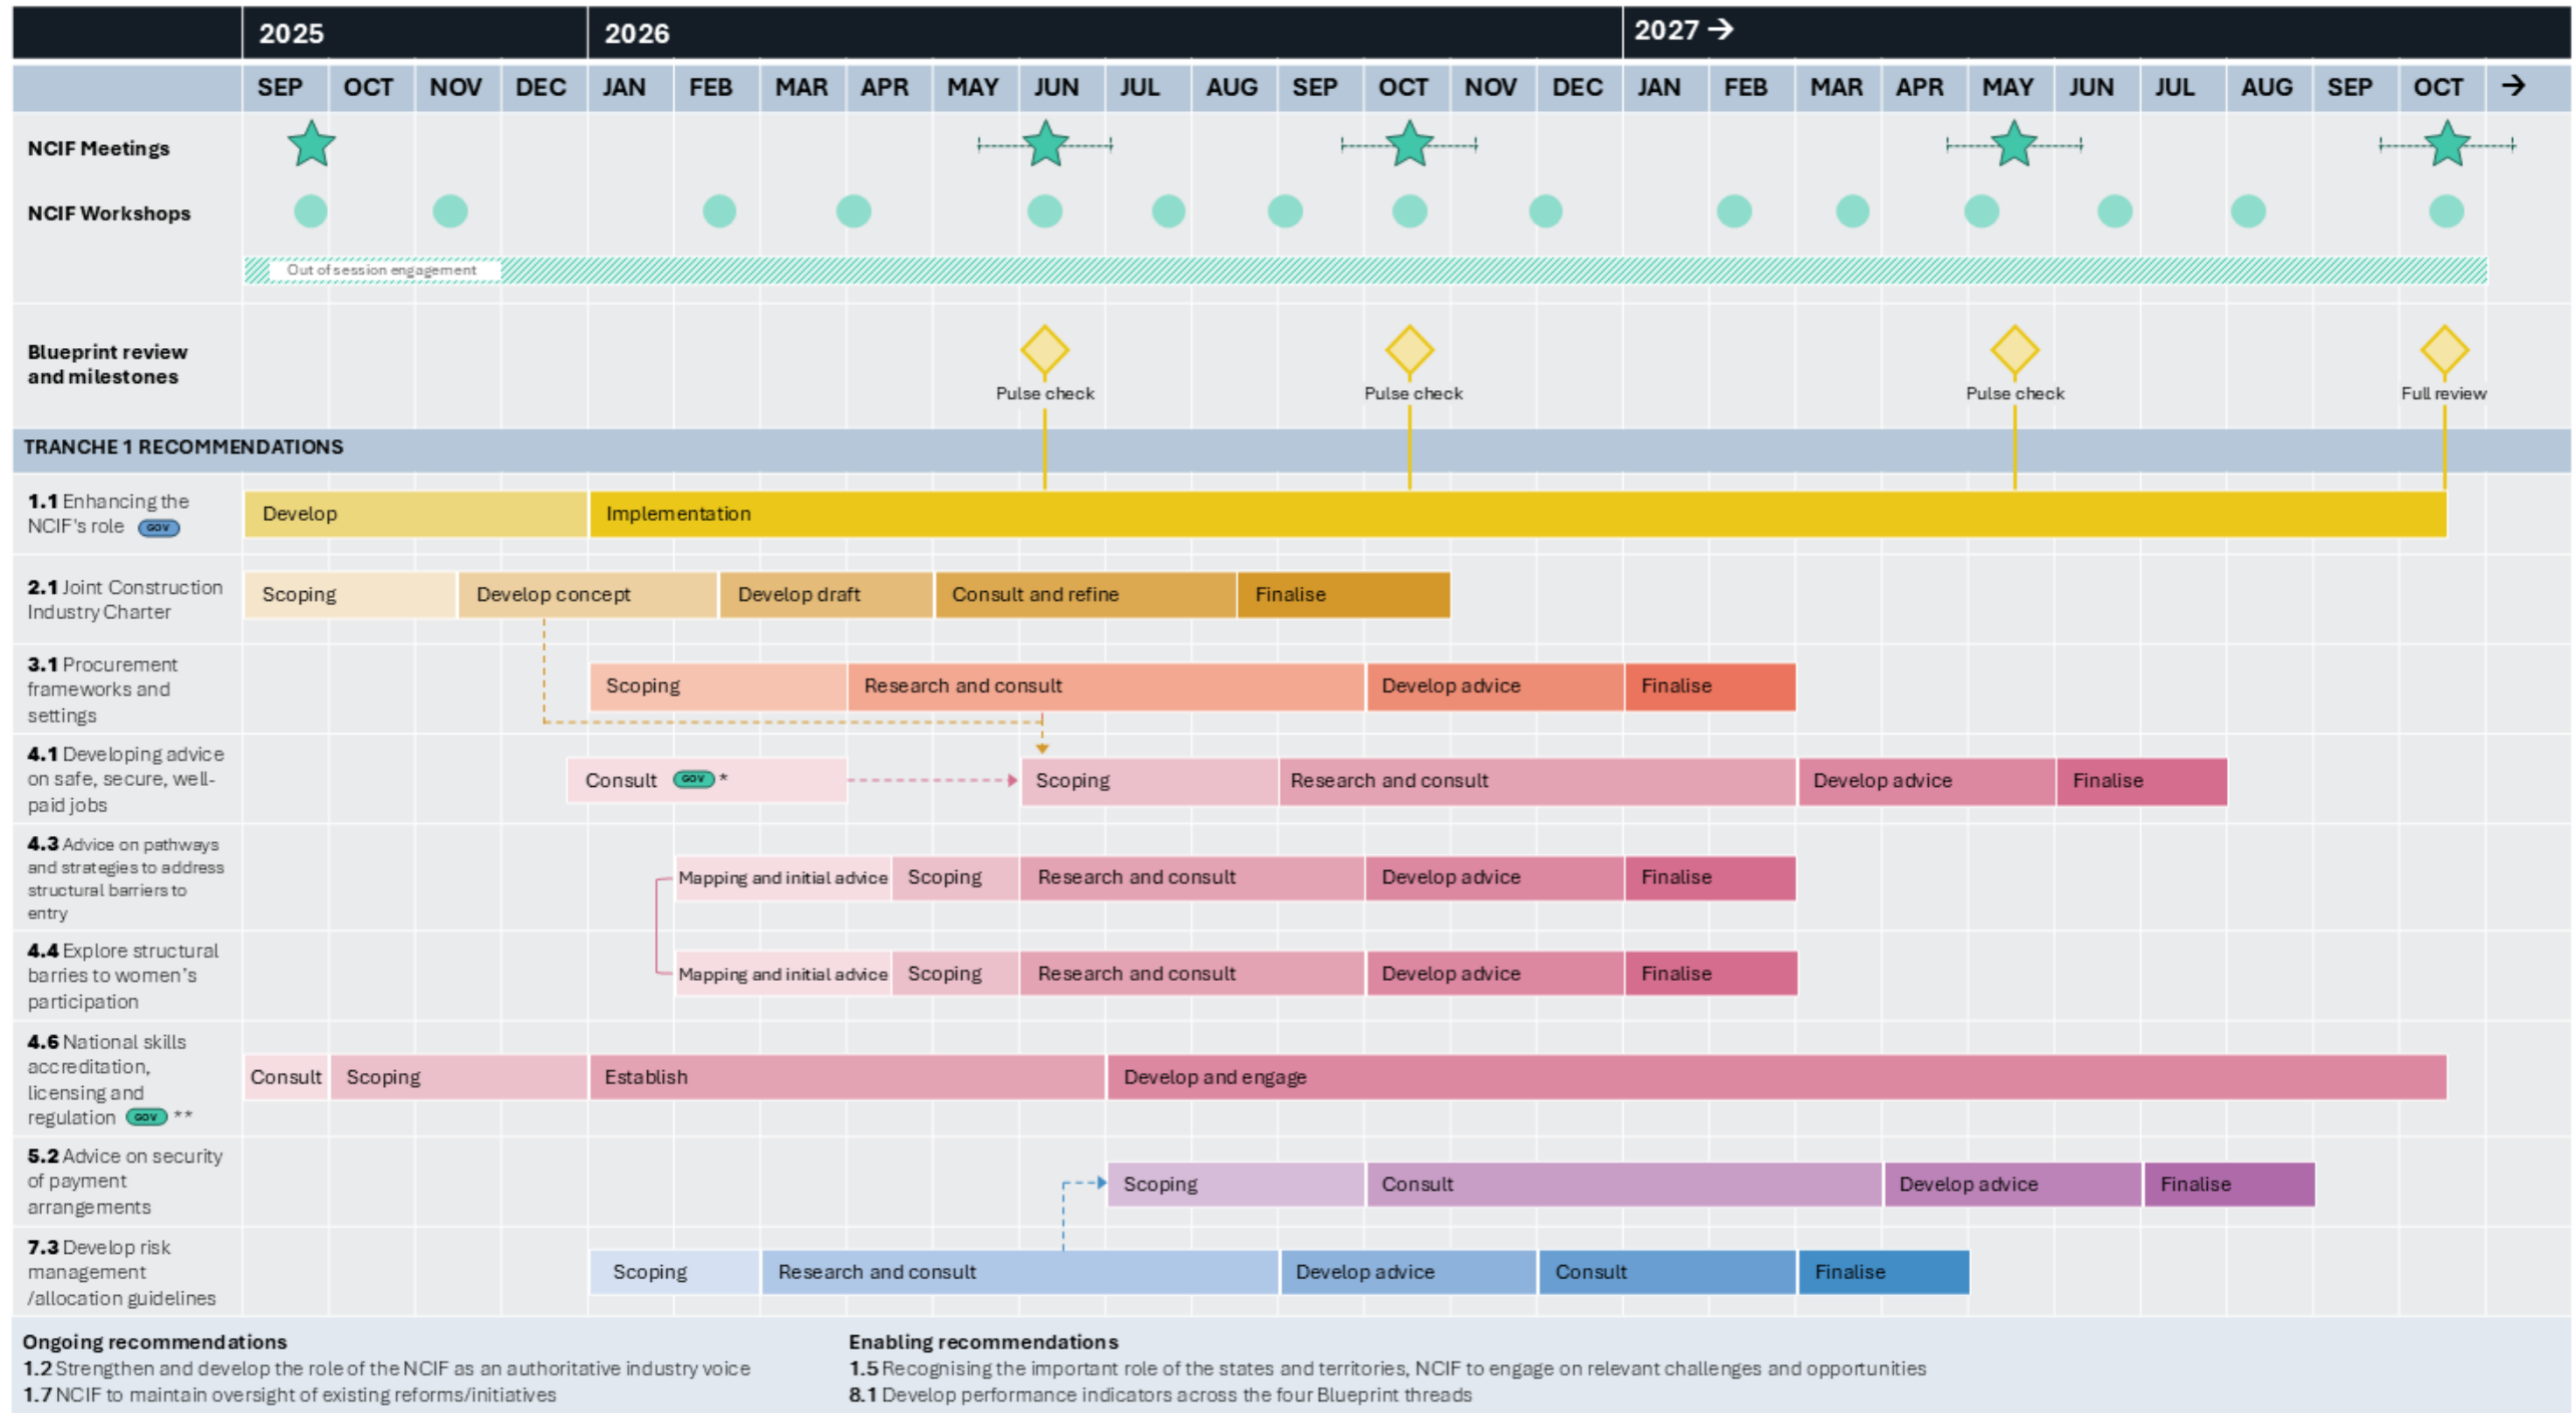 2025 2026 2027 →
SEP OCT NOV DEC JAN FEB MAR APR MAY JUN JUL AUG SEP OCT NOV DEC JAN FEB MAR APR MAY JUN JUL AUG SEP OCT →
NCIF Meetings
NCIF Workshops
Out of session engagement
Blueprint review
and milestones
Pulse check Pulse check Pulse check Full review
TRANCHE 1 RECOMMENDATIONS
1.1 Enhancing the
NCIF's role GOV
Develop Implementation
2.1 Joint Construction
Industry Charter
Scoping Develop concept Develop draft Consult and refine Finalise
3.1 Procurement
frameworks and
settings
Scoping Research and consult Develop advice Finalise
4.1 Developing advice
on safe, secure, well-
paid jobs
Consult GOV * Scoping Research and consult Develop advice Finalise
4.3 Advice on pathways
and strategies to address
structural barriers to
entry
Mapping and initial advice Scoping Research and consult Develop advice Finalise
4.4 Explore structural
barries to women's
participation
Mapping and initial advice Scoping Research and consult Develop advice Finalise
4.6 National skills
accreditation,
licensing and
regulation GOV **
Consult Scoping Establish Develop and engage
5.2 Advice on security
of payment
arrangements
Scoping Consult Develop advice Finalise
7.3 Develop risk
management
/allocation guidelines
Scoping Research and consult Develop advice Consult Finalise
Ongoing recommendations
1.2 Strengthen and develop the role of the NCIF as an authoritative industry voice
1.7 NCIF to maintain oversight of existing reforms/initiatives
Enabling recommendations
1.5 Recognising the important role of the states and territories, NCIF to engage on relevant challenges and opportunities
8.1 Develop performance indicators across the four Blueprint threads